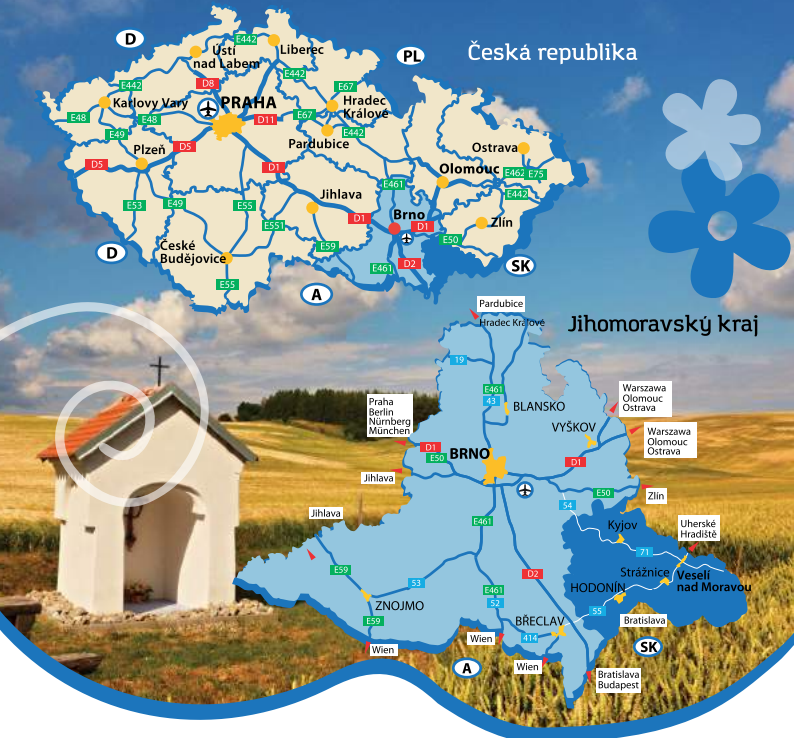 Česká republika
D
PL
D
A
SK
E442
Liberec
Ústí
nad Labem
E442
D8
E442
E67
Karlovy Vary
PRAHA
Hradec
Králové
E48
E48
E49
D11
E67
E442
Pardubice
Plzeň
D5
D5
D1
Ostrava
Olomouc
E462
E75
E442
E461
Jihlava
E53
E49
E55
E551
D1
Brno
D1
Zlín
E59
E50
České
Budějovice
E461
D2
E55
Jihomoravský kraj
Pardubice
Hradec Králové
19
E461
43
BLANSKO
Warszawa
Olomouc
Ostrava
Praha
Berlin
Nürnberg
München
VYŠKOV
Warszawa
Olomouc
Ostrava
D1
E50
BRNO
D1
Jihlava
E50
Zlín
54
Jihlava
E461
Kyjov
Uherské
Hradiště
71
E59
53
D2
Strážnice
Veselí
nad Moravou
HODONÍN
E461
52
ZNOJMO
55
E59
BŘECLAV
Bratislava
414
Wien
Wien
Wien
A
SK
Bratislava
Budapest